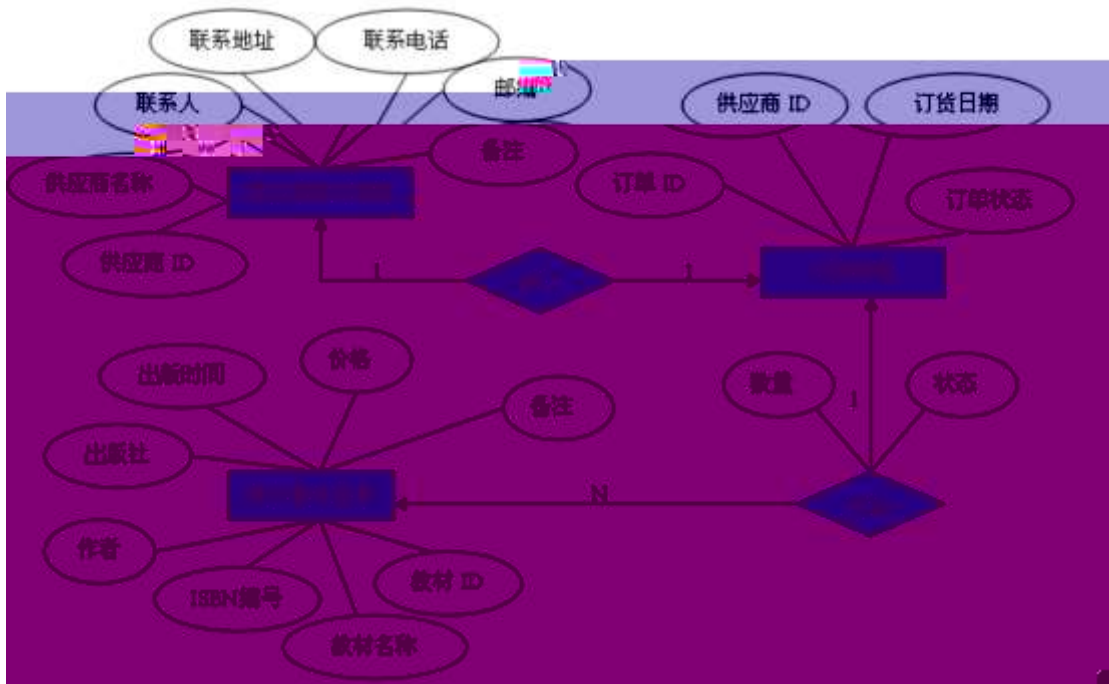 联系地址
联系电话
联系人
邮编
供应商 ID
订货日期
备注
供应商名称
订单 ID
订单状态
供应商 ID
1
1
出版时间
价格
数量
状态
备注
1
出版社
N
作者
教材 ID
ISBN编号
教材名称